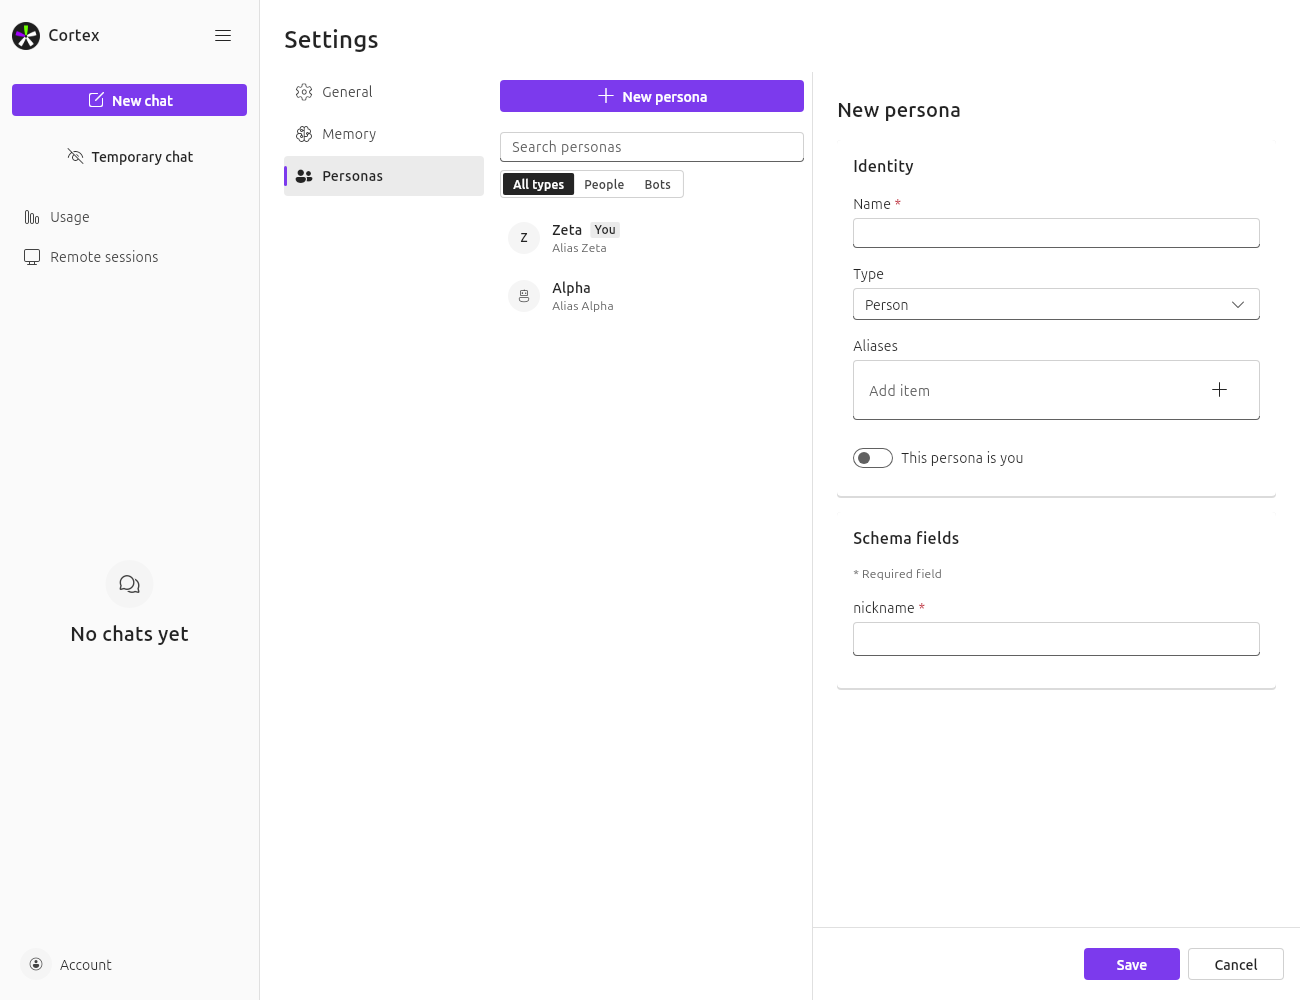 Cortex
New chat
Temporary chat
Usage
Remote sessions
No chats yet
Account
Settings
General
Memory
Personas
New persona
Search personas
All types People Bots
Z
Zeta You
Alias Zeta
Alpha
Alias Alpha
New persona
Identity
Name *
Type
Person
Aliases
Add item
This persona is you
Schema fields
* Required field
nickname *
Save Cancel